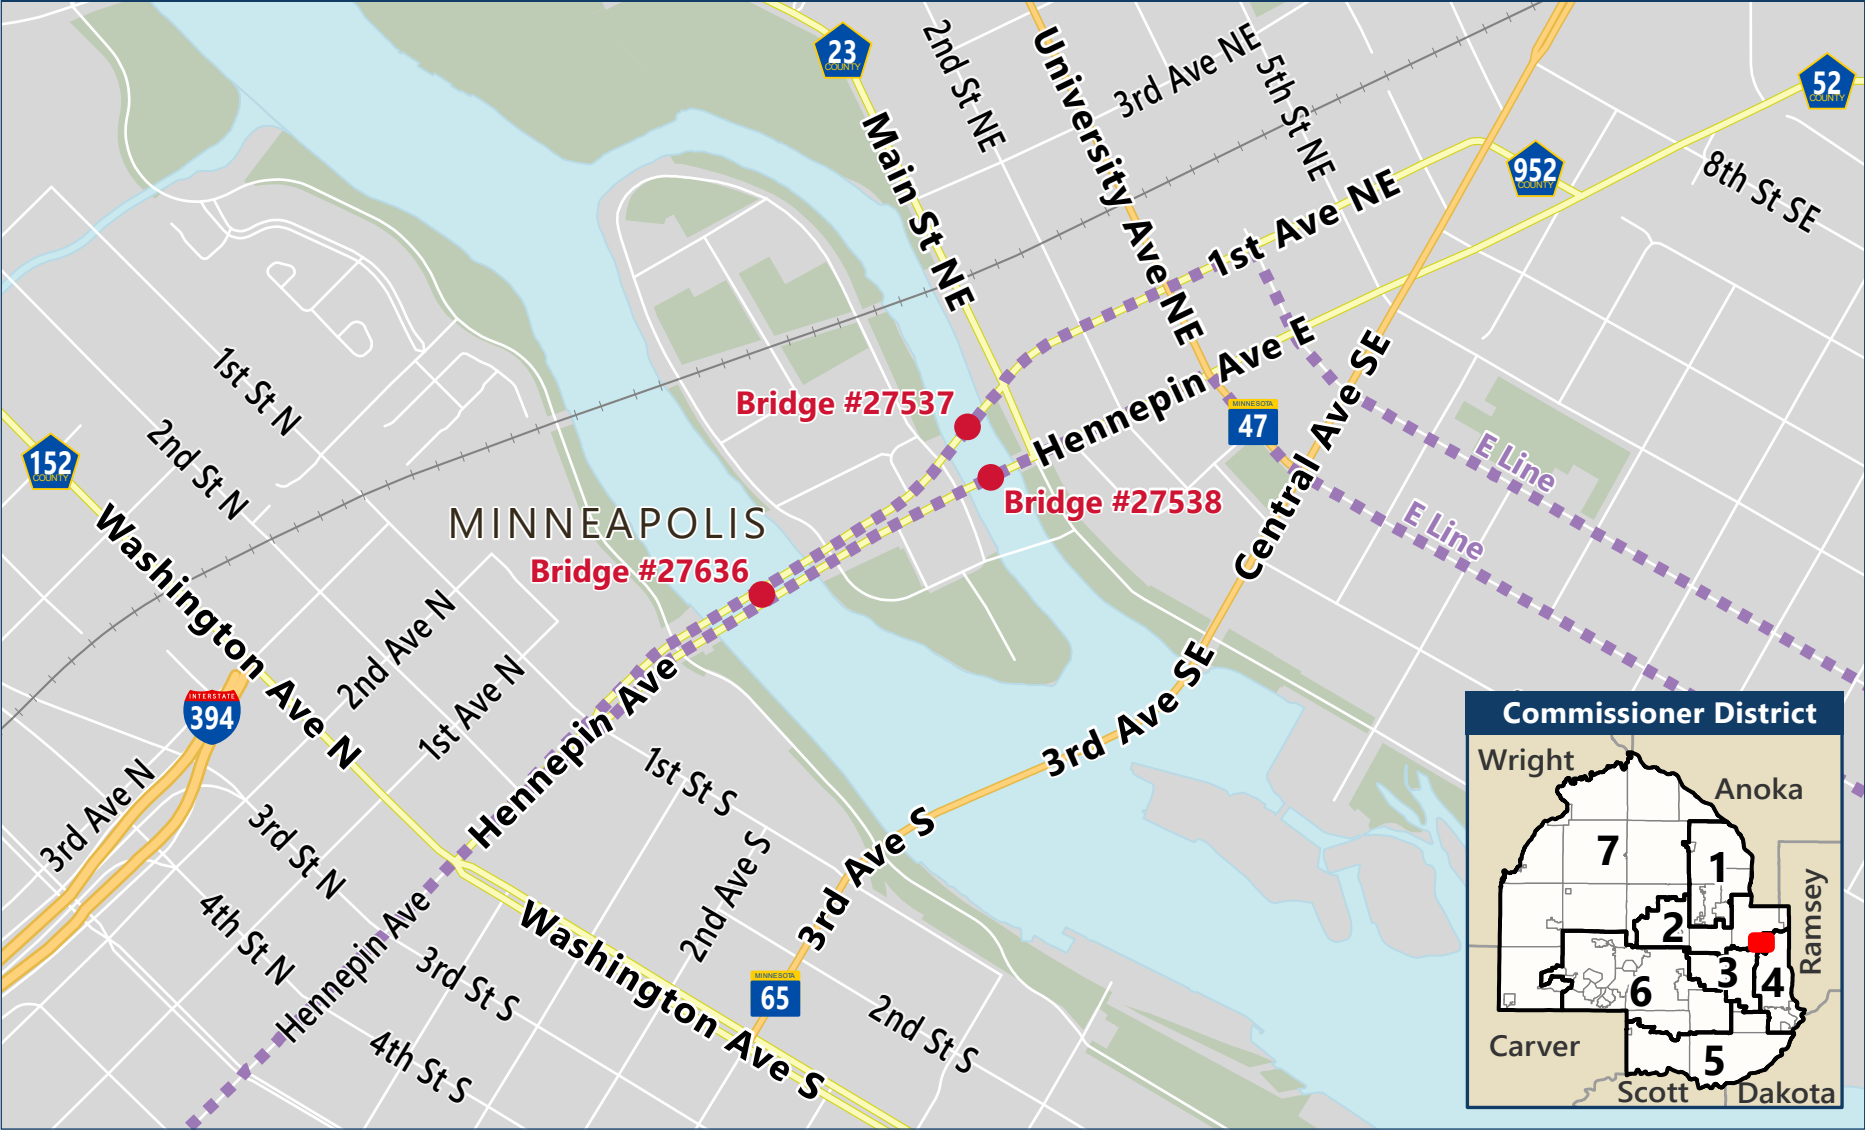 23
COUNTY
2nd St NE
University Ave NE
3rd Ave NE
5th St NE
52
COUNTY
Main St NE
952
COUNTY
8th St SE
1st Ave NE
1st St N
Hennepin Ave E
Central Ave SE
Bridge #27537
MINNESOTA
47
2nd St N
152
COUNTY
E Line
Bridge #27538
MINNEAPOLIS
E Line
Bridge #27636
Washington Ave N
2nd Ave N
1st Ave N
Hennepin Ave
3rd Ave SE
INTERSTATE
394
1st St S
3rd Ave N
3rd St N
2nd Ave S
3rd Ave S
4th St N
Hennepin Ave
3rd St S
Washington Ave S
MINNESOTA
65
2nd St S
4th St S
Commissioner District
Wright
Anoka
7
1
Ramsey
2
3
4
6
Carver
5
Scott
Dakota